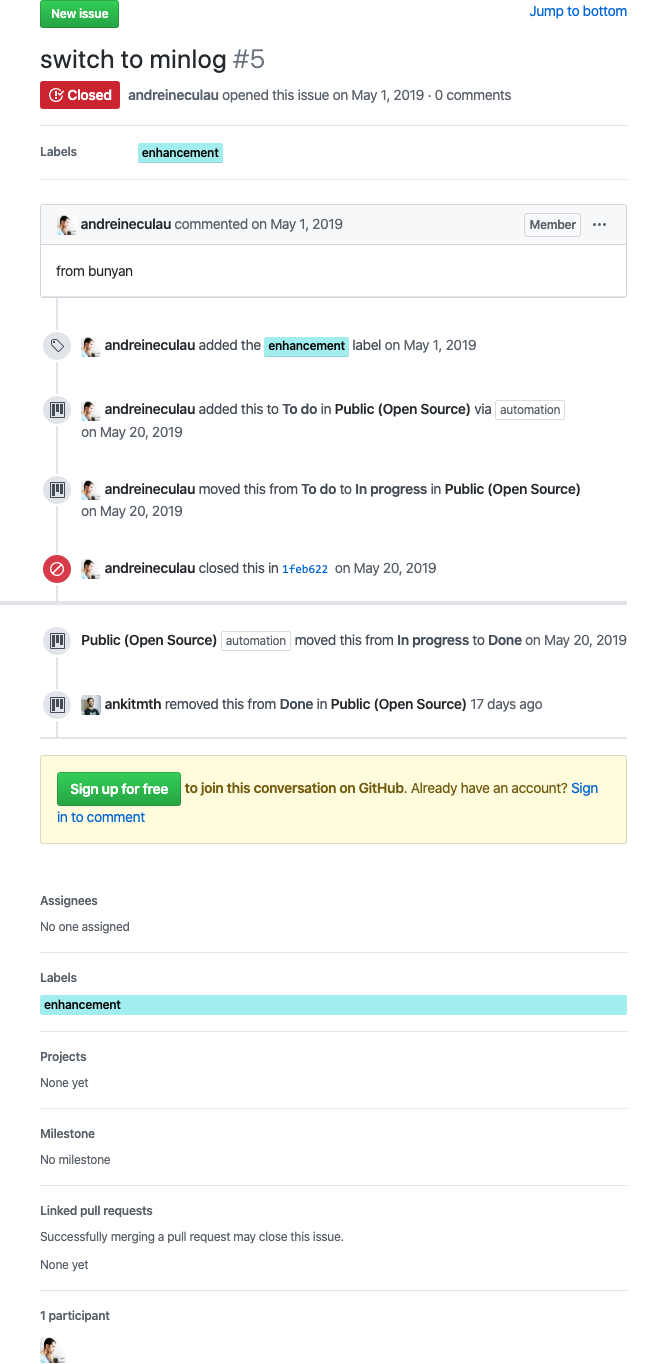 New issue
Jump to bottom
switch to minlog #5
Closed andreineculau opened this issue on May 1, 2019 · 0 comments
Labels enhancement
andreineculau commented on May 1, 2019 Member ···
from bunyan
andreineculau added the enhancement label on May 1, 2019
andreineculau added this to To do in Public (Open Source) via automation
on May 20, 2019
andreineculau moved this from To do to In progress in Public (Open Source)
on May 20, 2019
andreineculau closed this in 1feb622 on May 20, 2019
Public (Open Source) automation moved this from In progress to Done on May 20, 2019
ankitmth removed this from Done in Public (Open Source) 17 days ago
Sign up for free to join this conversation on GitHub. Already have an account? Sign
in to comment
Assignees
No one assigned
Labels
enhancement
Projects
None yet
Milestone
No milestone
Linked pull requests
Successfully merging a pull request may close this issue.
None yet
1 participant